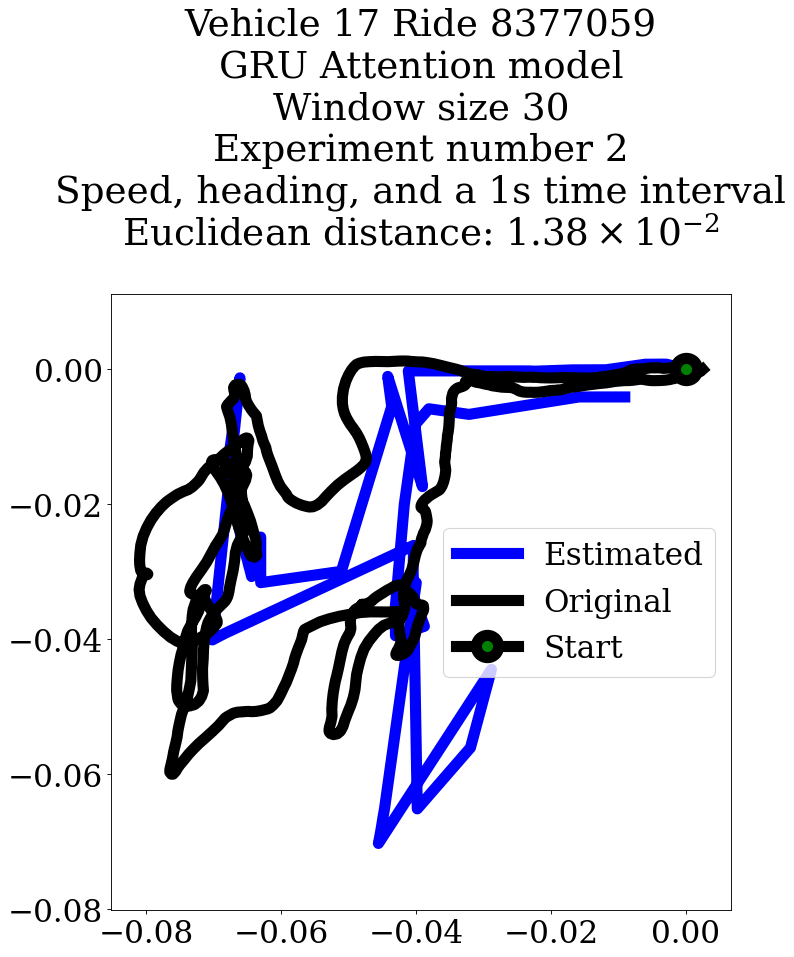 Vehicle 17 Ride 8377059
GRU Attention model
Window size 30
Experiment number 2
Speed, heading, and a 1s time interval
Euclidean distance: 1.38 × 10⁻²
0.00
−0.02
−0.04
−0.06
−0.08
Estimated
Original
Start
−0.08 −0.06 −0.04 −0.02 0.00